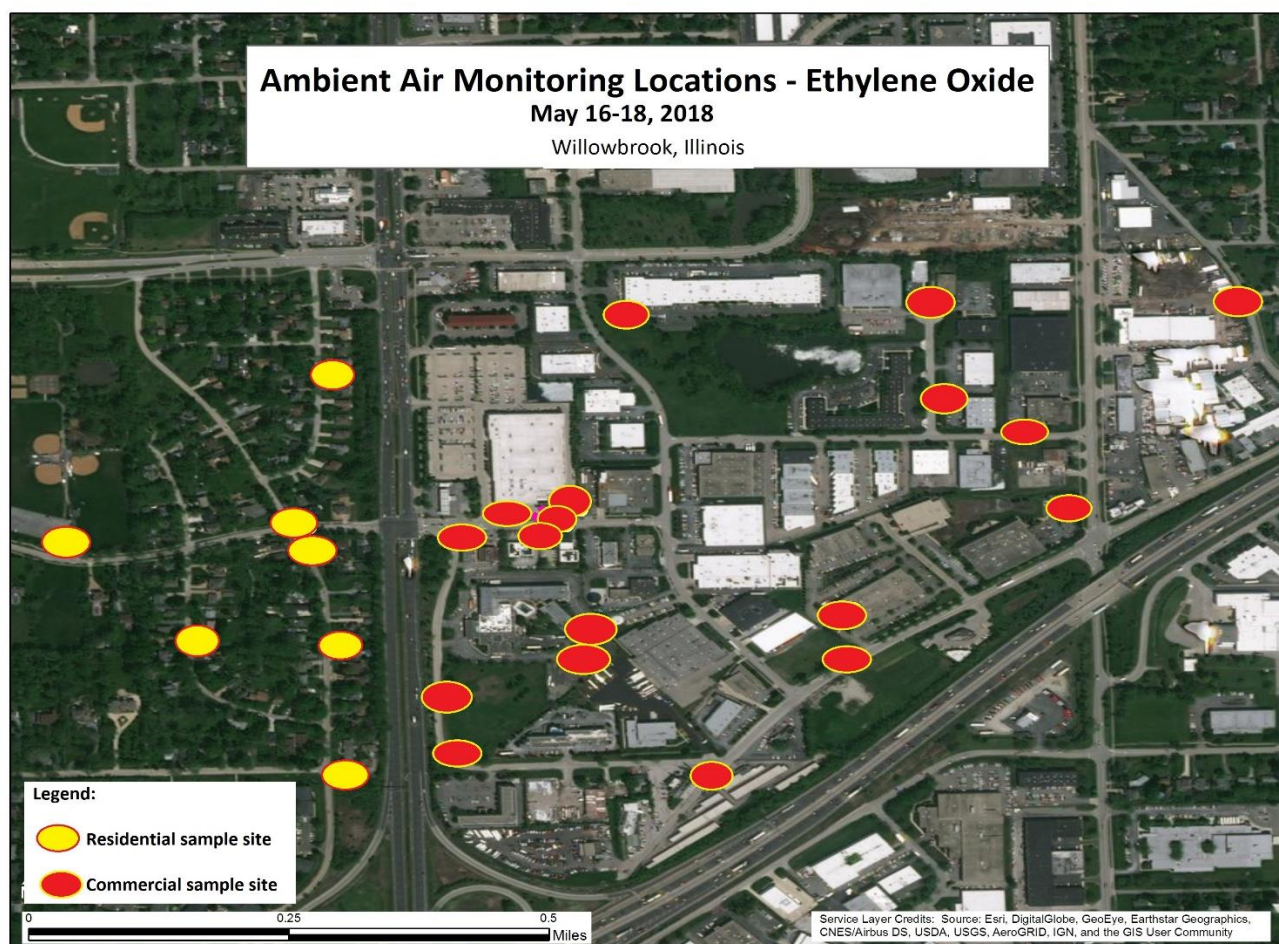 Ambient Air Monitoring Locations - Ethylene Oxide
May 16-18, 2018
Willowbrook, Illinois
Legend:
Residential sample site
Commercial sample site
0 0.25 0.5
Miles
Service Layer Credits: Source: Esri, DigitalGlobe, GeoEye, Earthstar Geographics,
CNES/Airbus DS, USDA, USGS, AeroGRID, IGN, and the GIS User Community